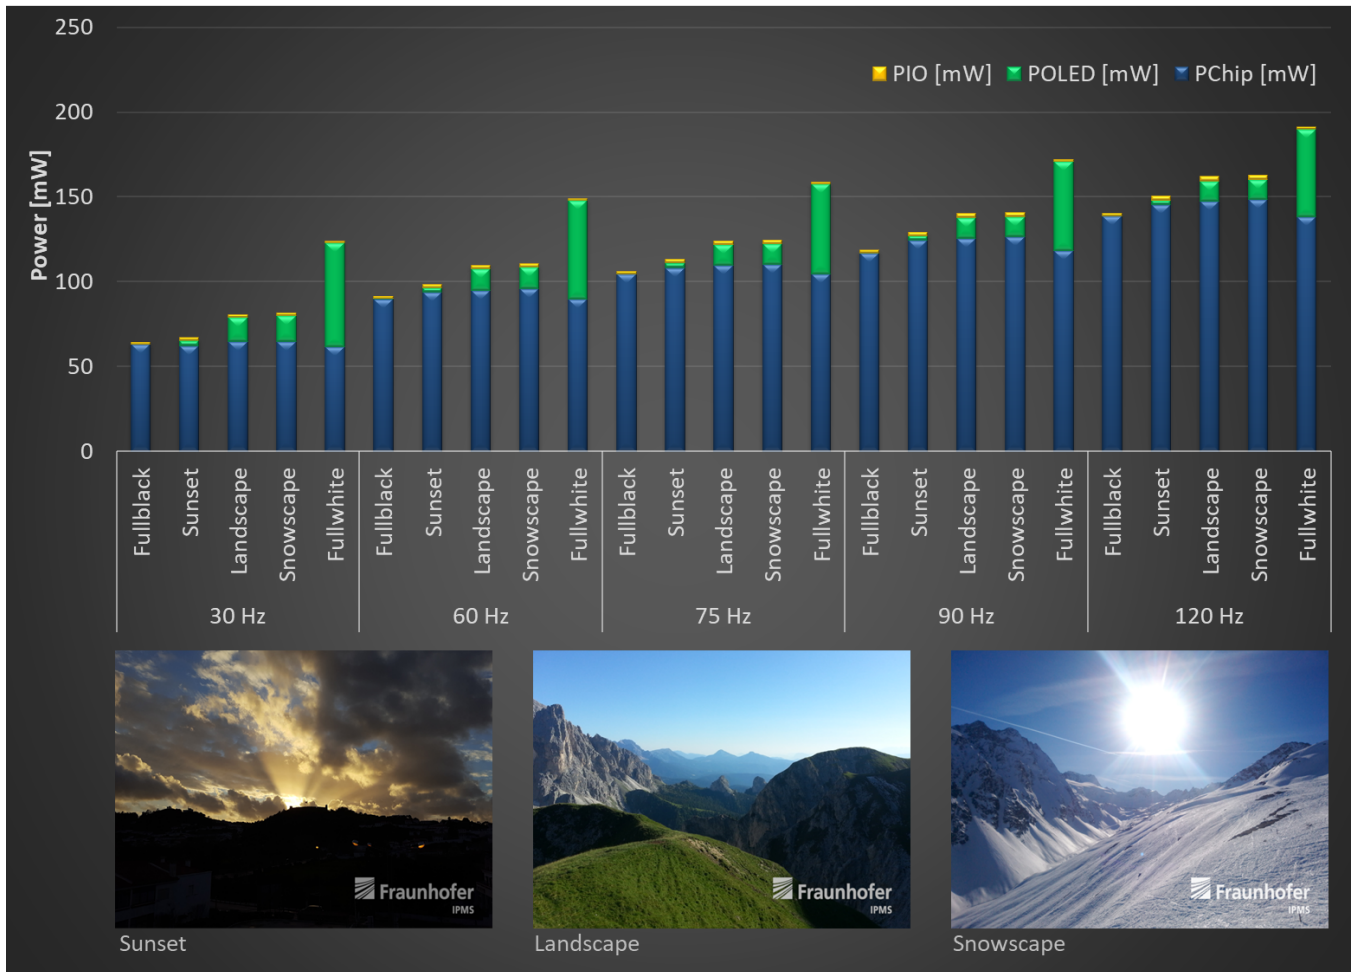 250
200
150
100
50
0
Power [mW]
PIO [mW] POLED [mW] PChip [mW]
Fullblack Sunset Landscape Snowscape Fullwhite Fullblack Sunset Landscape Snowscape Fullwhite Fullblack Sunset Landscape Snowscape Fullwhite Fullblack Sunset Landscape Snowscape Fullwhite Fullblack Sunset Landscape Snowscape Fullwhite
30 Hz 60 Hz 75 Hz 90 Hz 120 Hz
Fraunhofer
IPMS
Sunset
Fraunhofer
IPMS
Landscape
Fraunhofer
IPMS
Snowscape